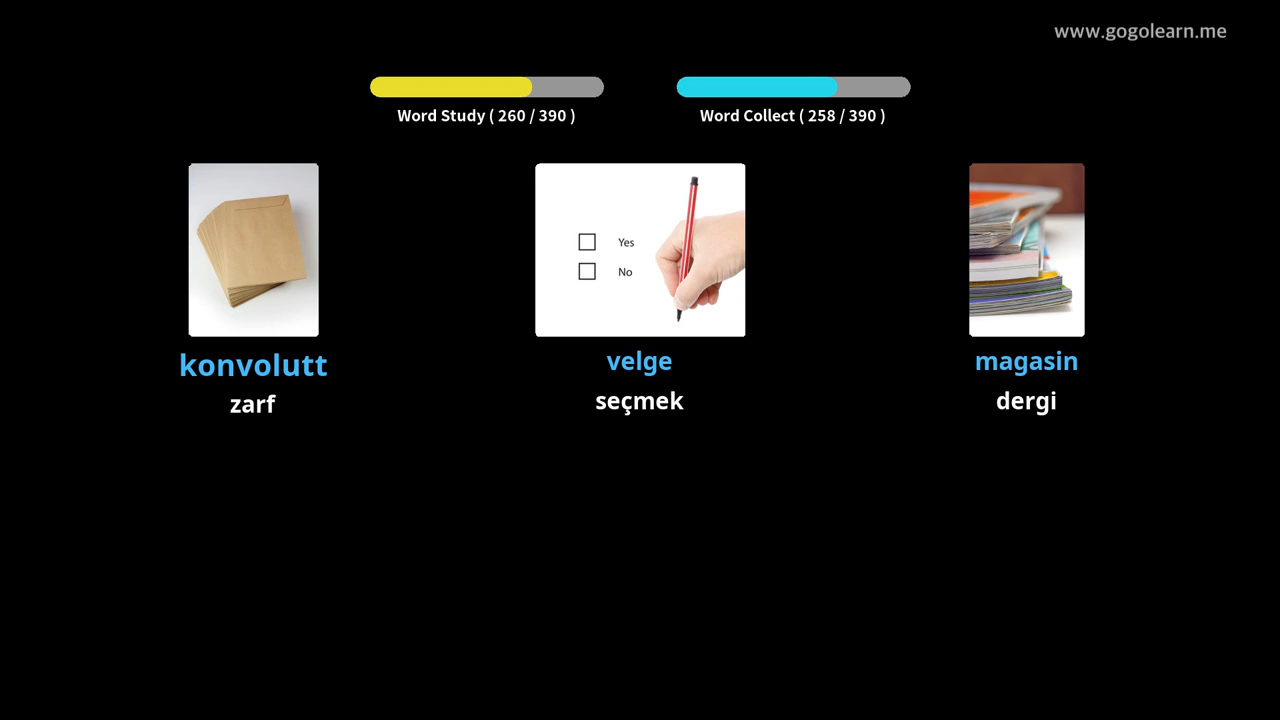 www.gogolearn.me
Word Study ( 260 / 390 )
Word Collect ( 258 / 390 )
Yes
No
konvolutt
zarf
velge
seçmek
magasin
dergi